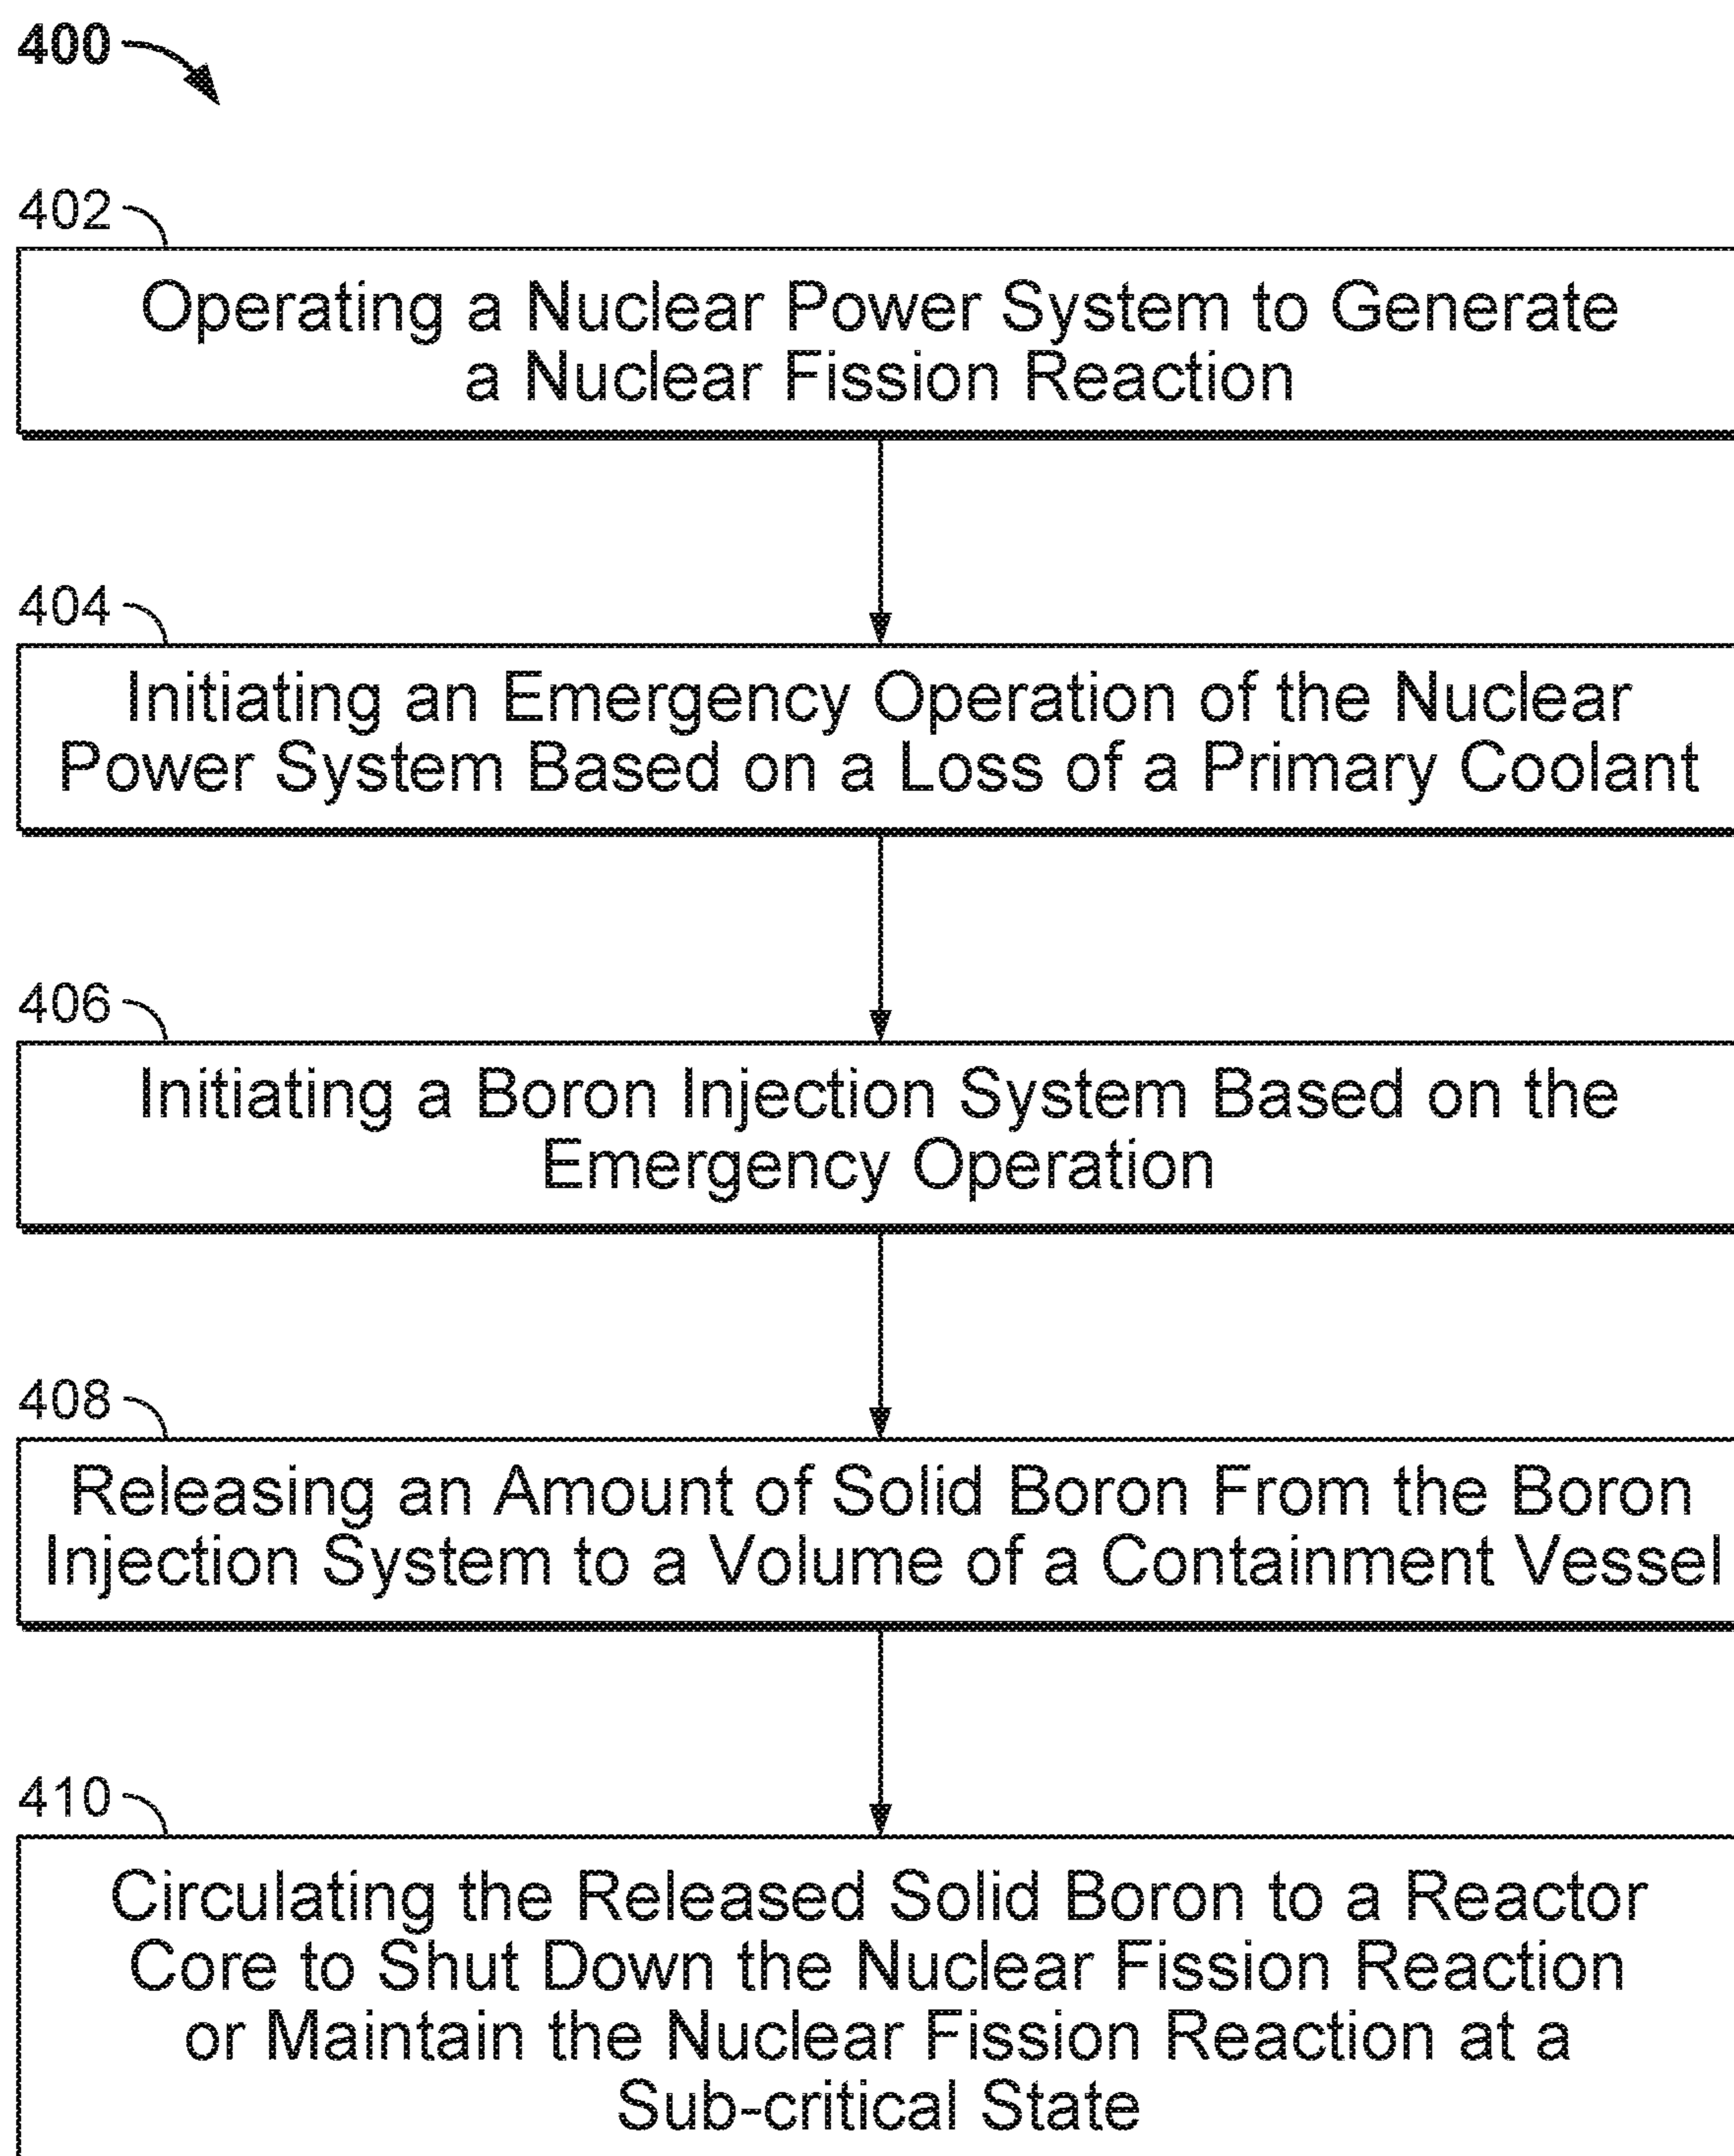 400
402
Operating a Nuclear Power System to Generate
a Nuclear Fission Reaction
404
Initiating an Emergency Operation of the Nuclear
Power System Based on a Loss of a Primary Coolant
406
Initiating a Boron Injection System Based on the
Emergency Operation
408
Releasing an Amount of Solid Boron From the Boron
Injection System to a Volume of a Containment Vessel
410
Circulating the Released Solid Boron to a Reactor
Core to Shut Down the Nuclear Fission Reaction
or Maintain the Nuclear Fission Reaction at a
Sub-critical State